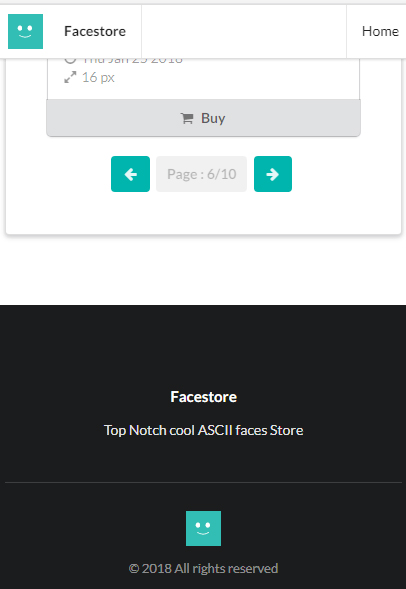 Facestore
Home
Thu Jan 25 2018
16 px
Buy
Page : 6/10
Facestore
Top Notch cool ASCII faces Store
© 2018 All rights reserved